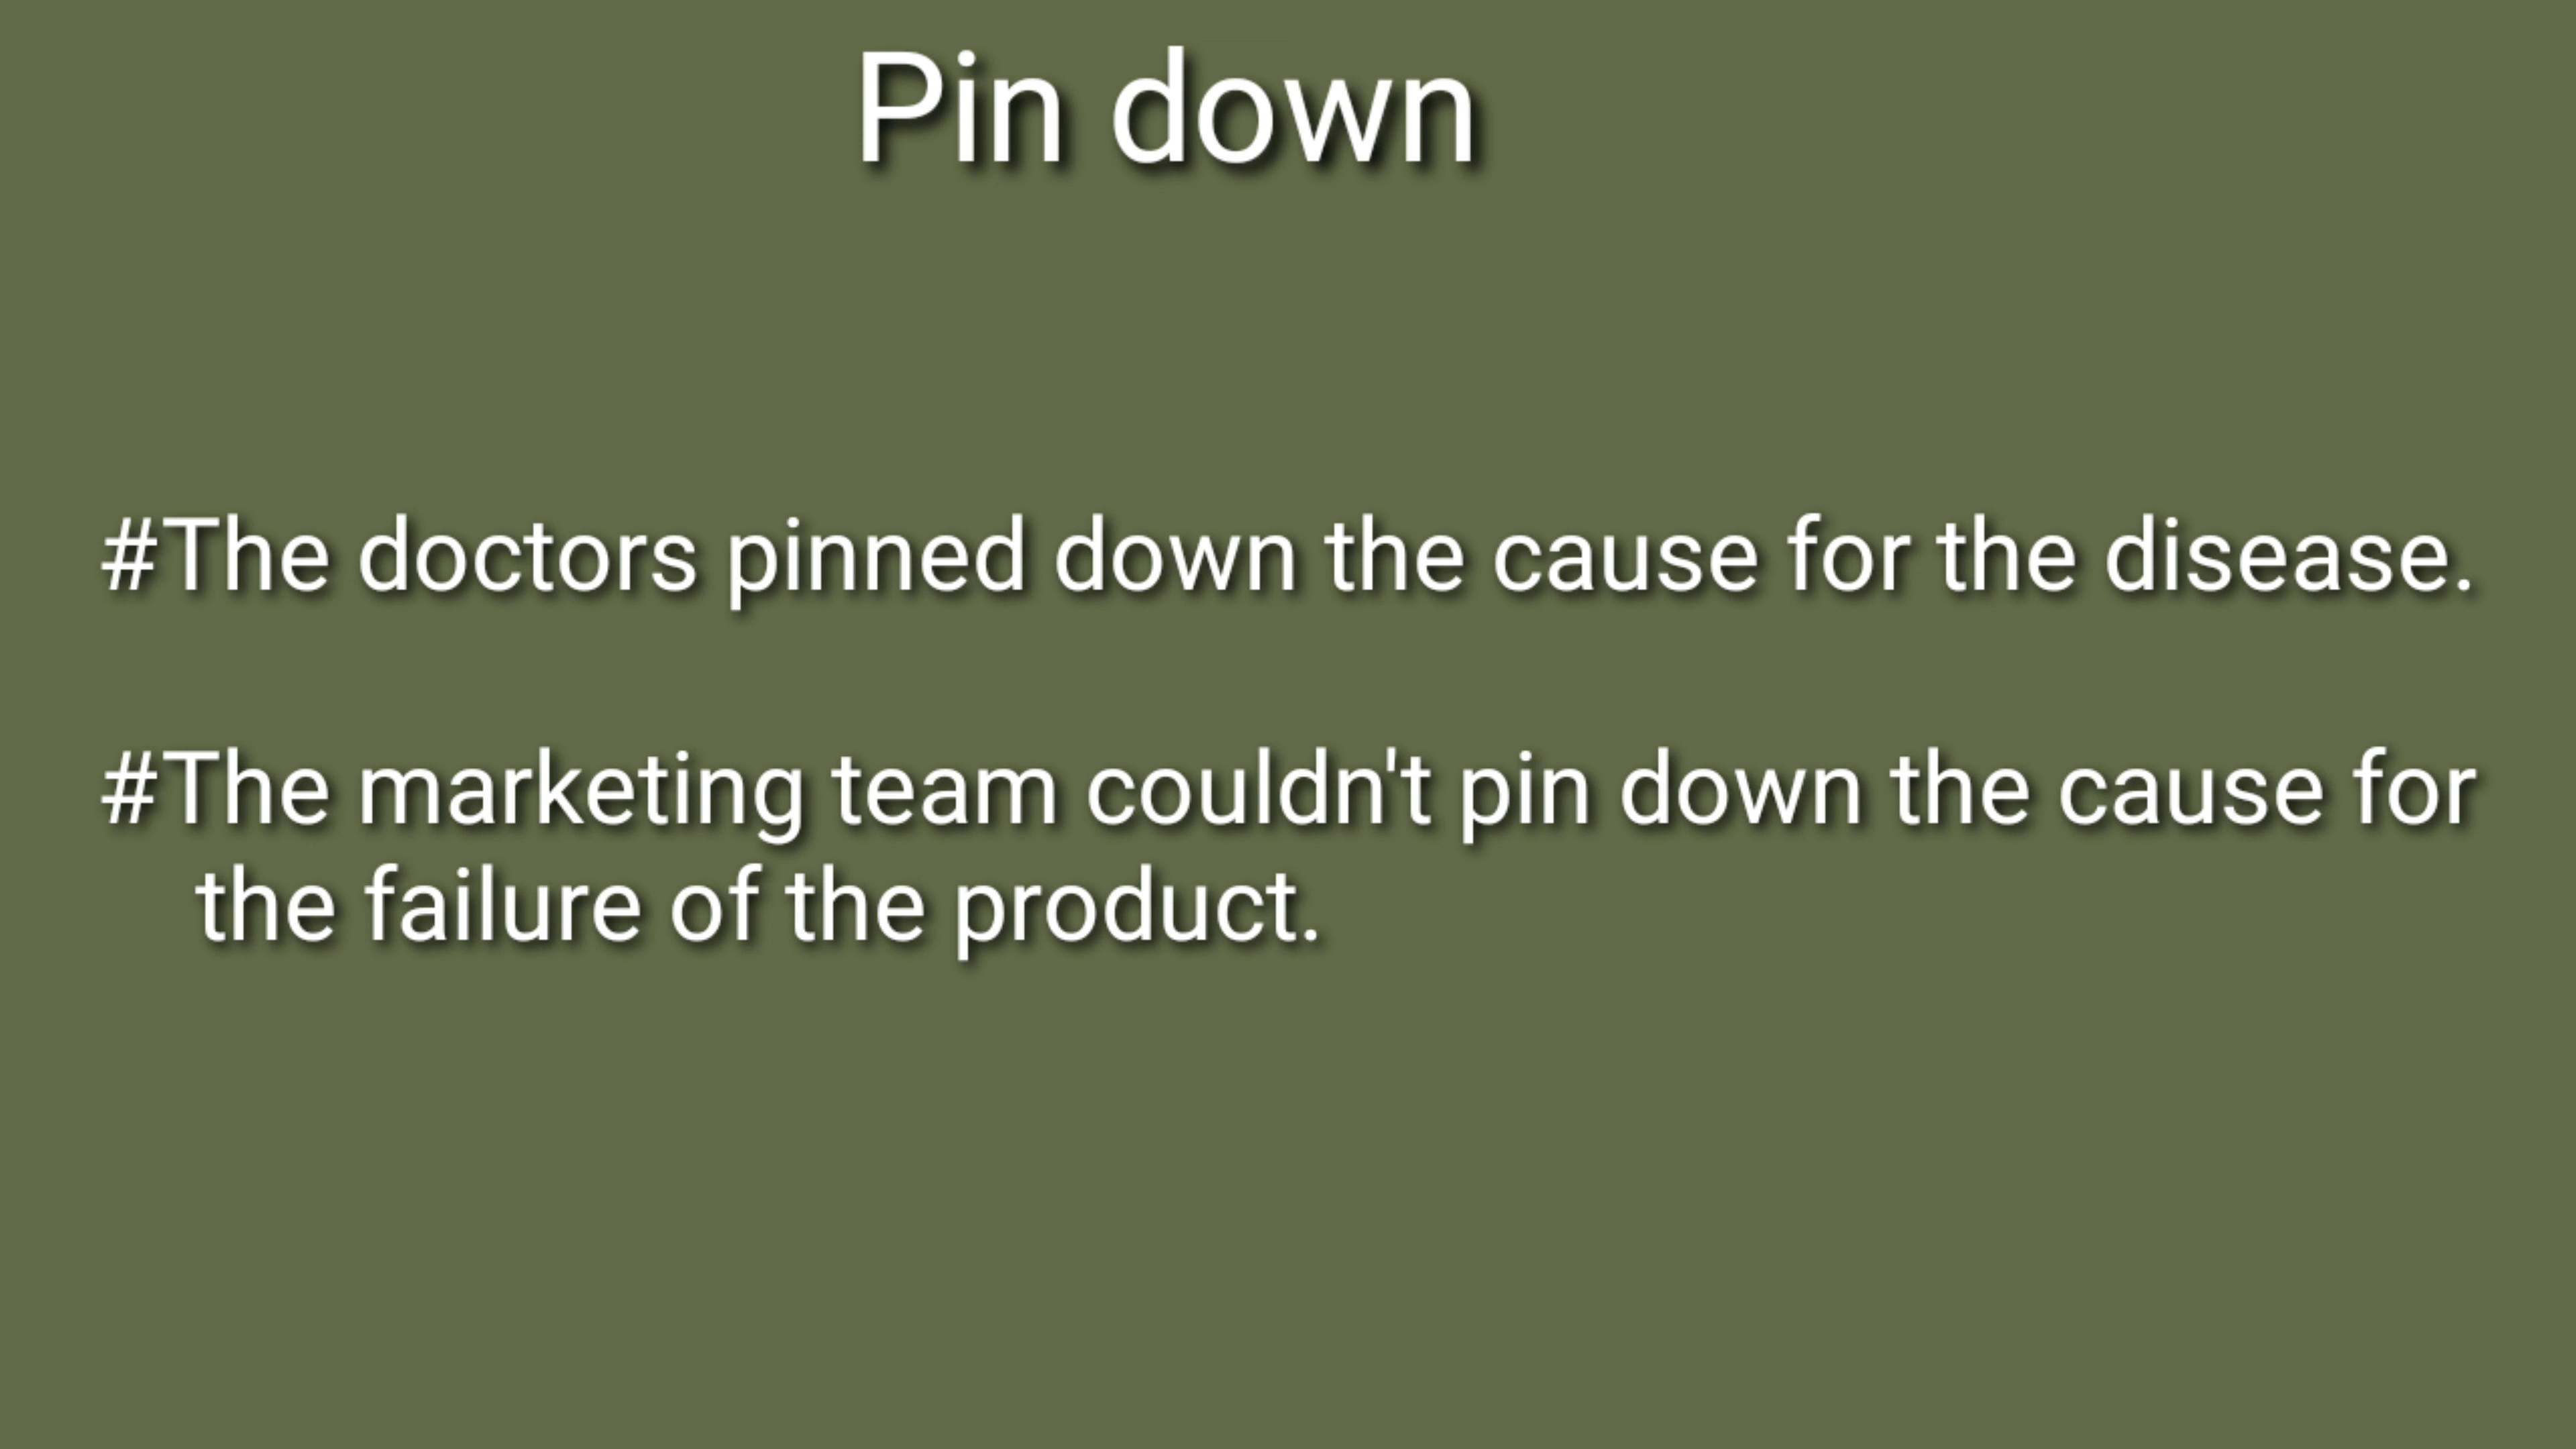 Pin down
#The doctors pinned down the cause for the disease.
#The marketing team couldn't pin down the cause for
the failure of the product.